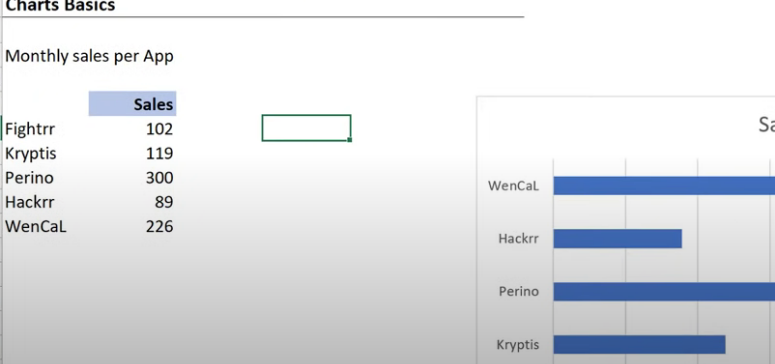 Charts Basics
Monthly sales per App
Sales
Fightrr 102
Kryptis 119
Perino 300
Hackrr 89
WenCaL 226
WenCaL
Hackrr
Perino
Kryptis